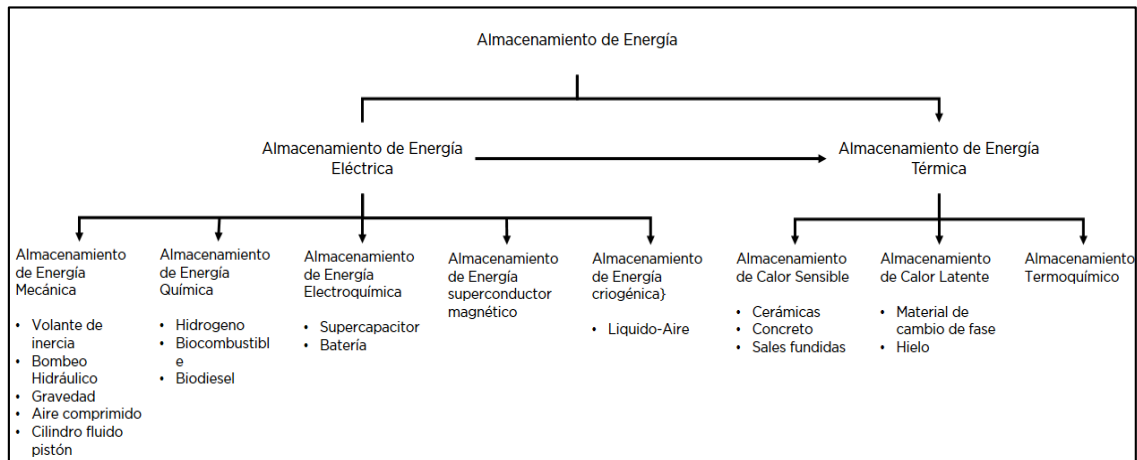 Almacenamiento de Energía
Almacenamiento de Energía
Eléctrica
Almacenamiento de Energía
Térmica
Almacenamiento
de Energía
Mecánica
• Volante de
inercia
• Bombeo
Hidráulico
• Gravedad
• Aire comprimido
• Cilindro fluido
pistón
Almacenamiento
de Energía
Química
• Hidrogeno
• Biocombustibl
e
• Biodiesel
Almacenamiento
de Energía
Electroquímica
• Supercapacitor
• Batería
Almacenamiento
de Energía
superconductor
magnético
Almacenamiento
de Energía
criogénica}
• Liquido-Aire
Almacenamiento
de Calor Sensible
• Cerámicas
• Concreto
• Sales fundidas
Almacenamiento
de Calor Latente
• Material de
cambio de fase
• Hielo
Almacenamiento
Termoquímico